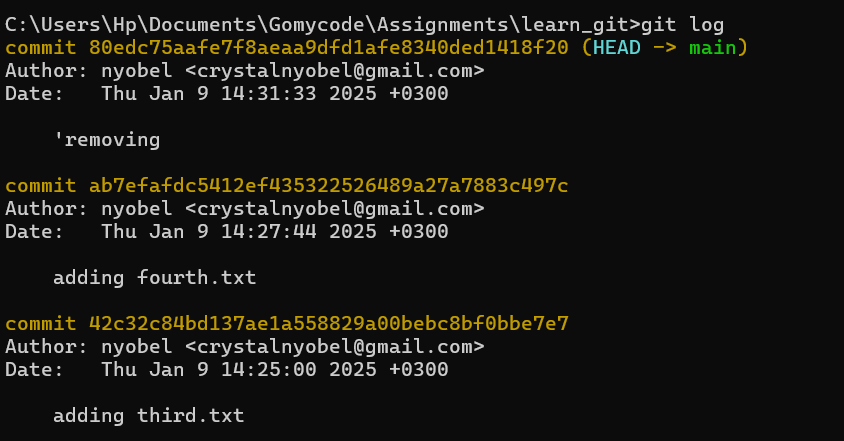 C:\Users\Hp\Documents\Gomycode\Assignments\learn_git>git log
commit 80edc75aafe7f8aeaa9dfd1afe8340ded1418f20 (HEAD -> main)
Author: nyobel <crystalnyobel@gmail.com>
Date:   Thu Jan 9 14:31:33 2025 +0300
'removing
commit ab7efafdc5412ef435322526489a27a7883c497c
Author: nyobel <crystalnyobel@gmail.com>
Date:   Thu Jan 9 14:27:44 2025 +0300
adding fourth.txt
commit 42c32c84bd137ae1a558829a00bebc8bf0bbe7e7
Author: nyobel <crystalnyobel@gmail.com>
Date:   Thu Jan 9 14:25:00 2025 +0300
adding third.txt